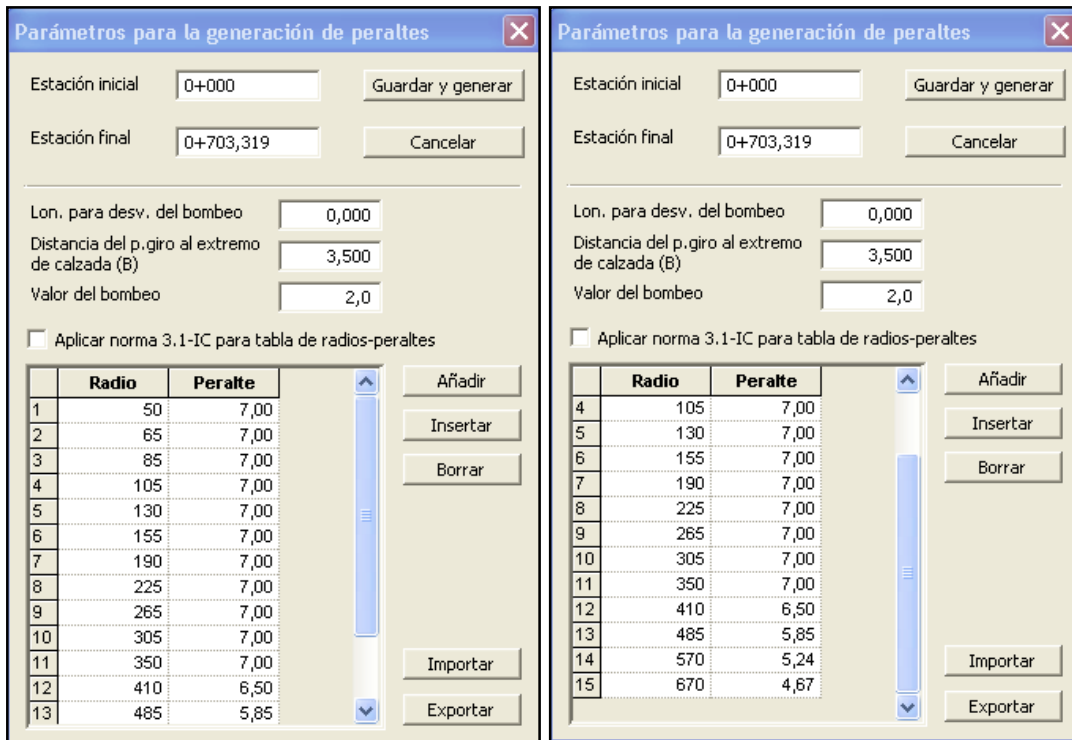 Parámetros para la generación de peraltes
Estación inicial 0+000 Guardar y generar
Estación final 0+703,319 Cancelar
Lon. para desv. del bombeo 0,000
Distancia del p.giro al extremo
de calzada (B) 3,500
Valor del bombeo 2,0
Aplicar norma 3.1-IC para tabla de radios-peraltes
Radio Peralte
1 50 7,00
2 65 7,00
3 85 7,00
4 105 7,00
5 130 7,00
6 155 7,00
7 190 7,00
8 225 7,00
9 265 7,00
10 305 7,00
11 350 7,00
12 410 6,50
13 485 5,85
Añadir
Insertar
Borrar
Importar
Exportar
Parámetros para la generación de peraltes
Estación inicial 0+000 Guardar y generar
Estación final 0+703,319 Cancelar
Lon. para desv. del bombeo 0,000
Distancia del p.giro al extremo
de calzada (B) 3,500
Valor del bombeo 2,0
Aplicar norma 3.1-IC para tabla de radios-peraltes
Radio Peralte
4 105 7,00
5 130 7,00
6 155 7,00
7 190 7,00
8 225 7,00
9 265 7,00
10 305 7,00
11 350 7,00
12 410 6,50
13 485 5,85
14 570 5,24
15 670 4,67
Añadir
Insertar
Borrar
Importar
Exportar